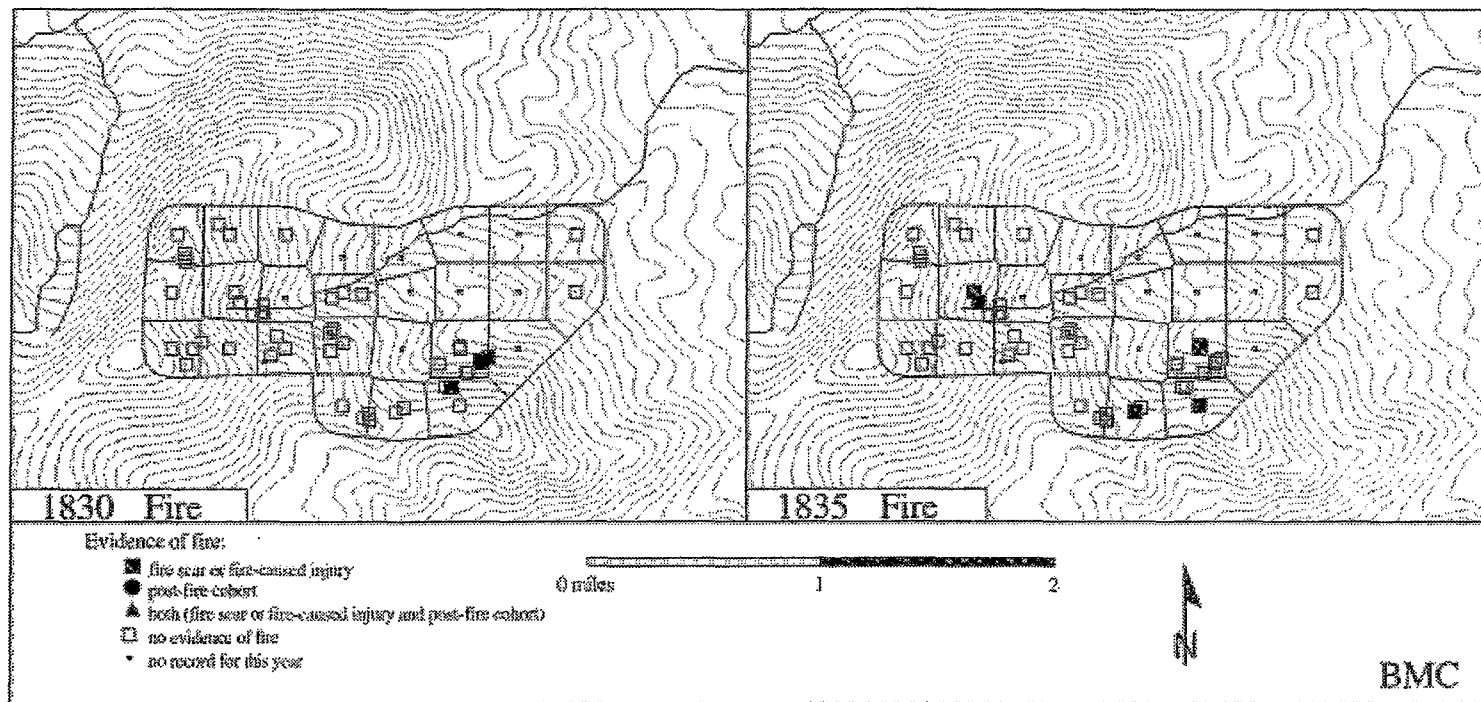 1830 Fire
1835 Fire
Evidence of fire:
fire scar or fire-caused injury
post-fire cohort
both (fire scar or fire-caused injury and post-fire cohort)
no evidence of fire
no record for this year
0 miles 1 2
N
BMC